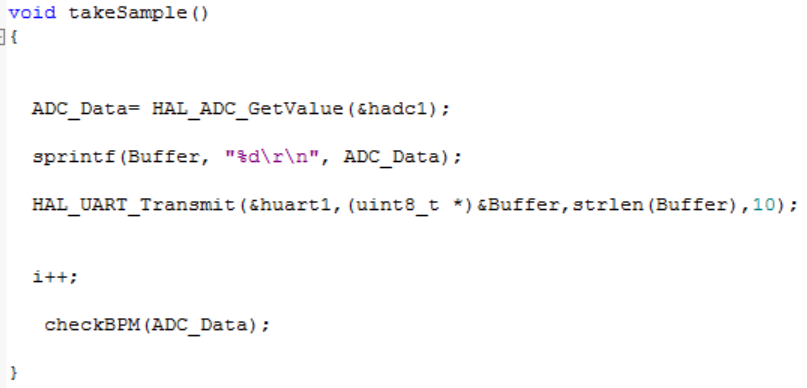 void takeSample()
{
ADC_Data= HAL_ADC_GetValue(&hadc1);
sprintf(Buffer, "%d\r\n", ADC_Data);
HAL_UART_Transmit(&huart1,(uint8_t *)&Buffer,strlen(Buffer),10);
i++;
checkBPM(ADC_Data);
}